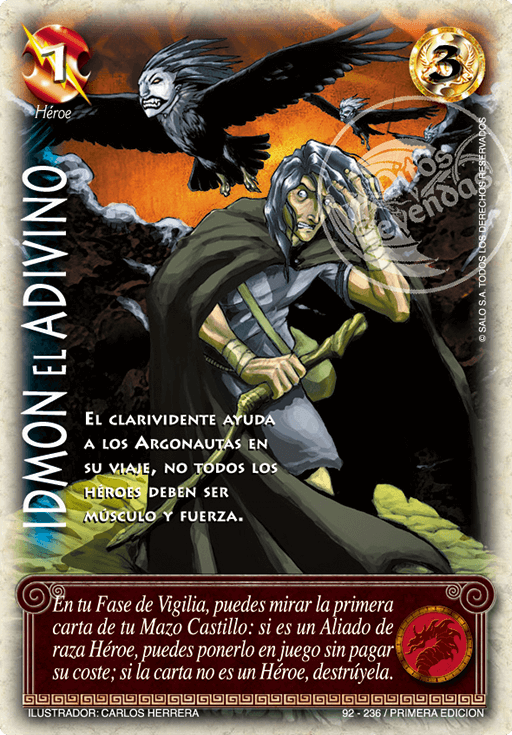 1
3
Héroe
Mitos
y
Leyendas
© SALO S.A. TODOS LOS DERECHOS RESERVADOS
IDMON EL ADIVINO
EL CLARIVIDENTE AYUDA
A LOS ARGONAUTAS EN
SU VIAJE, NO TODOS LOS
HÉROES DEBEN SER
MÚSCULO Y FUERZA.
En tu Fase de Vigilia, puedes mirar la primera
carta de tu Mazo Castillo: si es un Aliado de
raza Héroe, puedes ponerlo en juego sin pagar
su coste; si la carta no es un Héroe, destrúyela.
ILUSTRADOR: CARLOS HERRERA
92 - 236 / PRIMERA EDICION